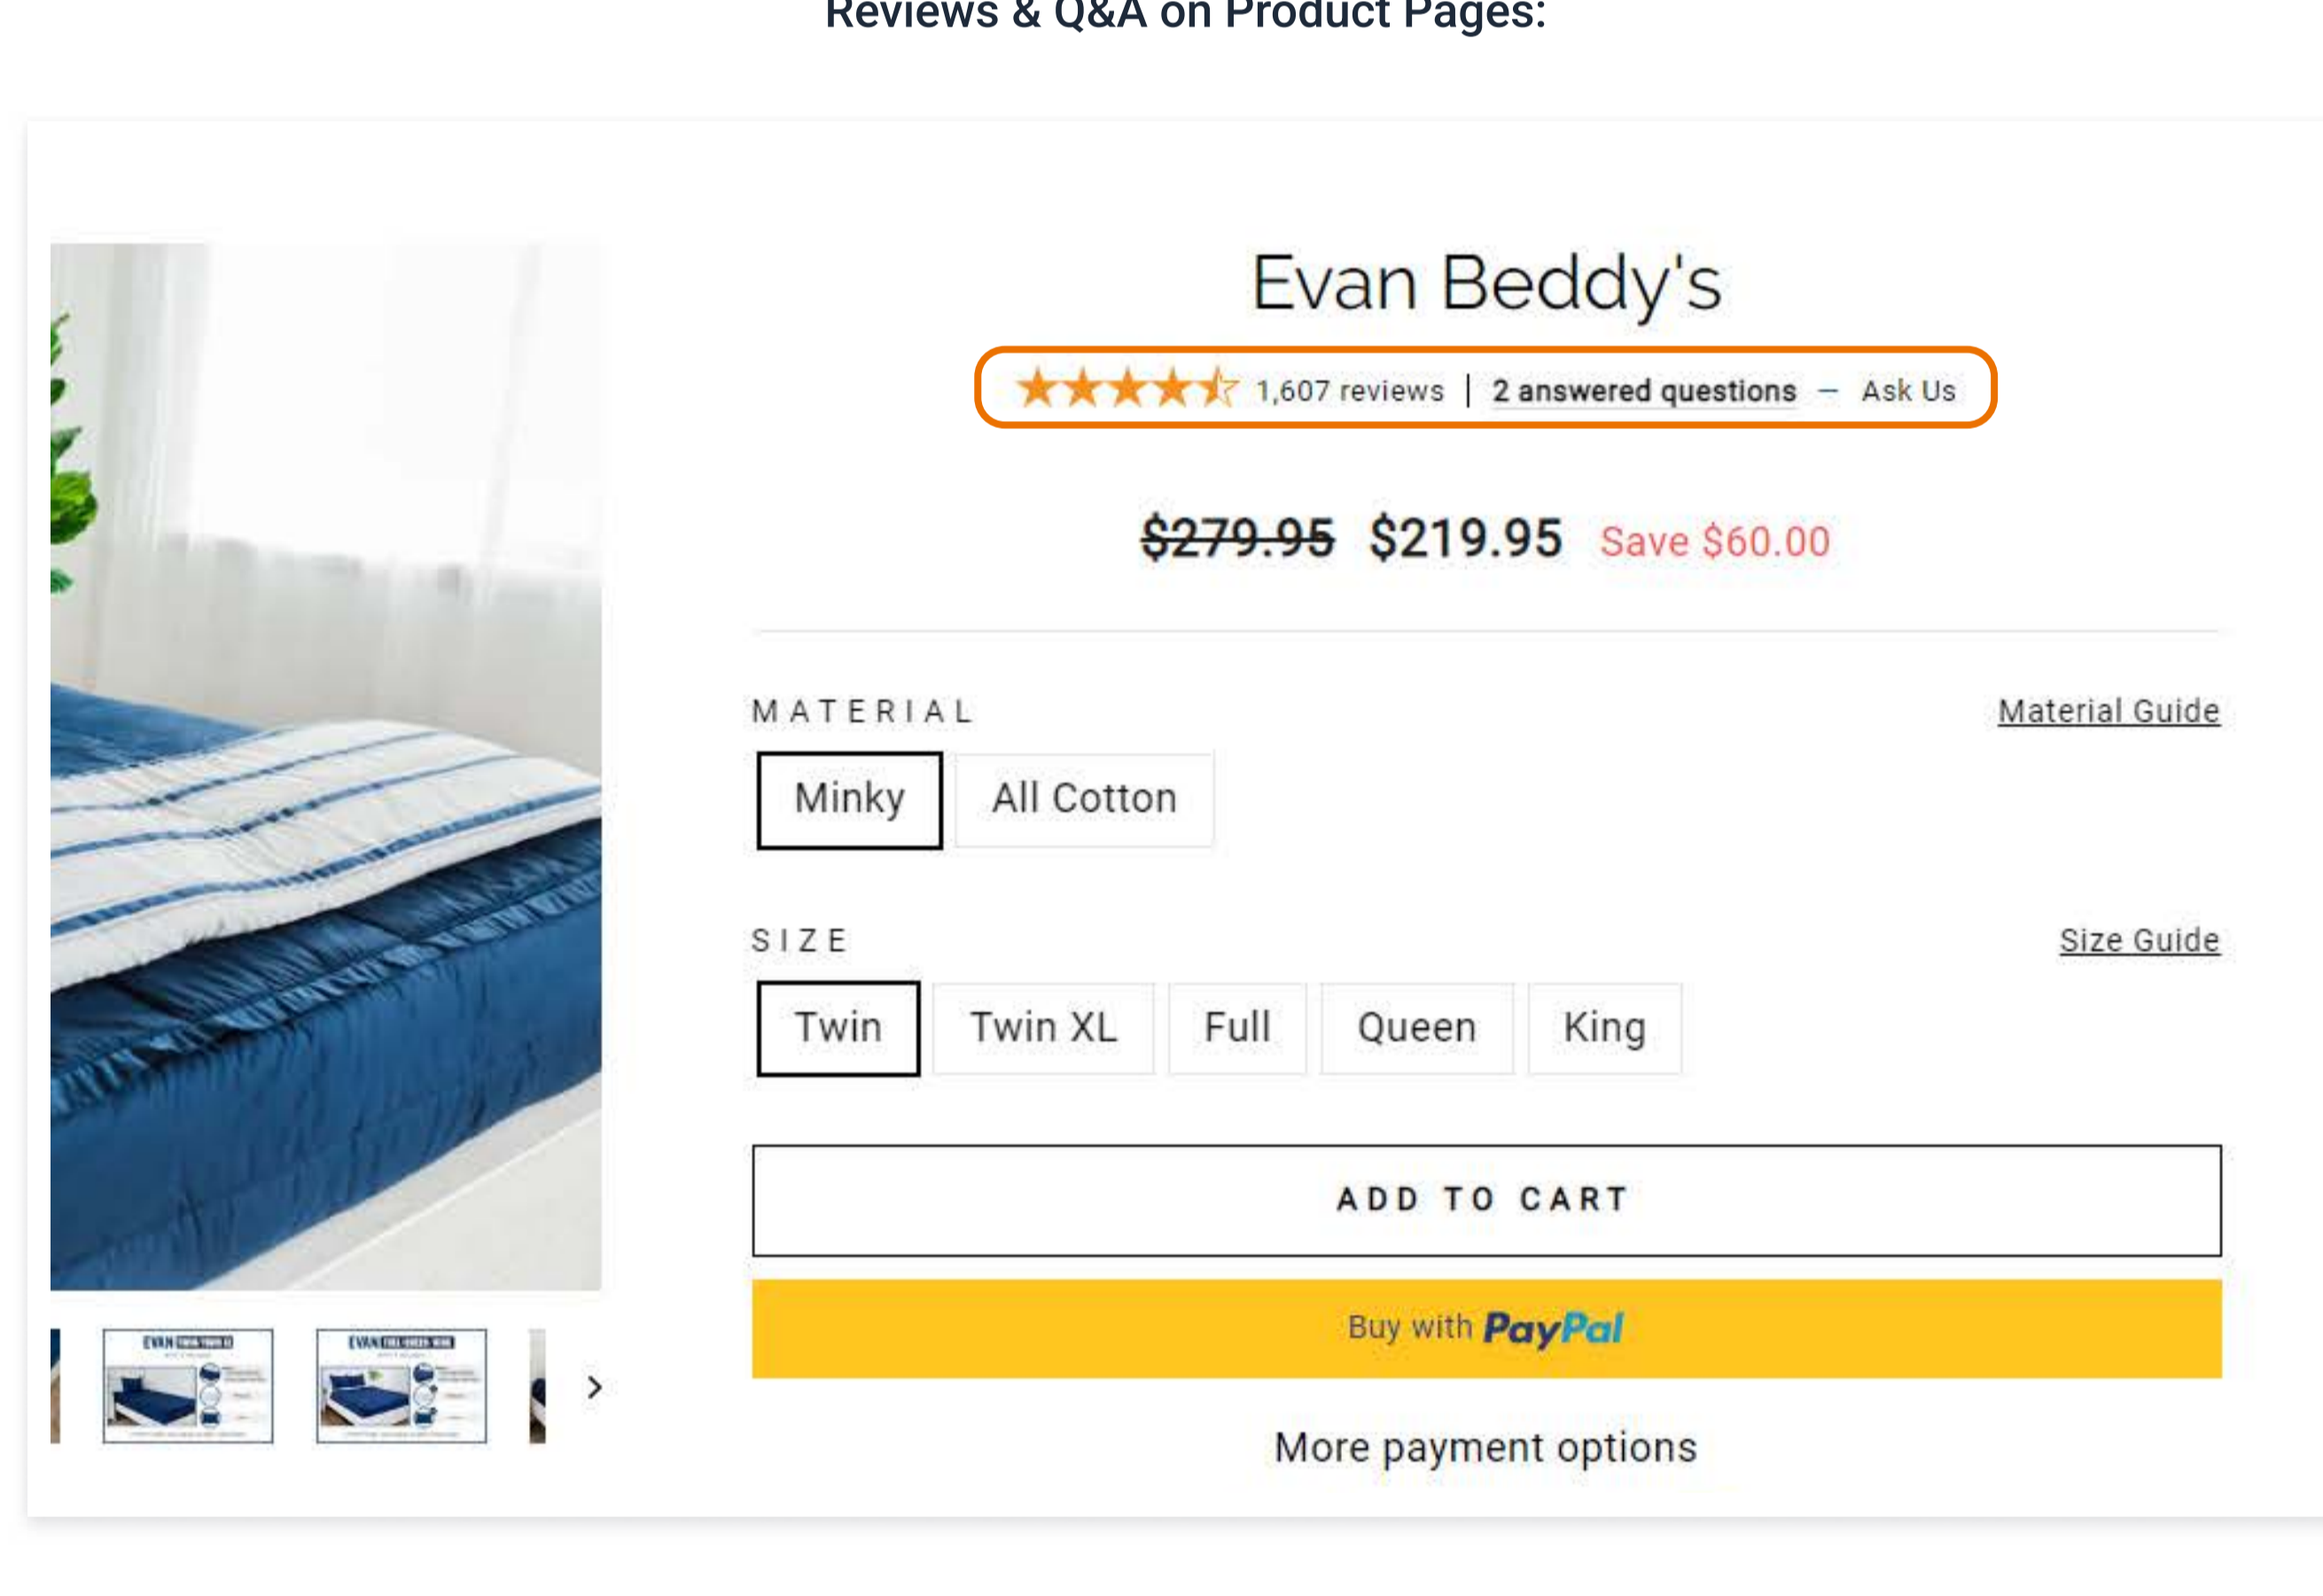 Reviews & Q&A on Product Pages:
Evan Beddy's
1,607 reviews | 2 answered questions – Ask Us
$279.95 $219.95 Save $60.00
MATERIAL Material Guide
Minky All Cotton
SIZE Size Guide
Twin Twin XL Full Queen King
ADD TO CART
Buy with PayPal
EVAN EVAN
More payment options